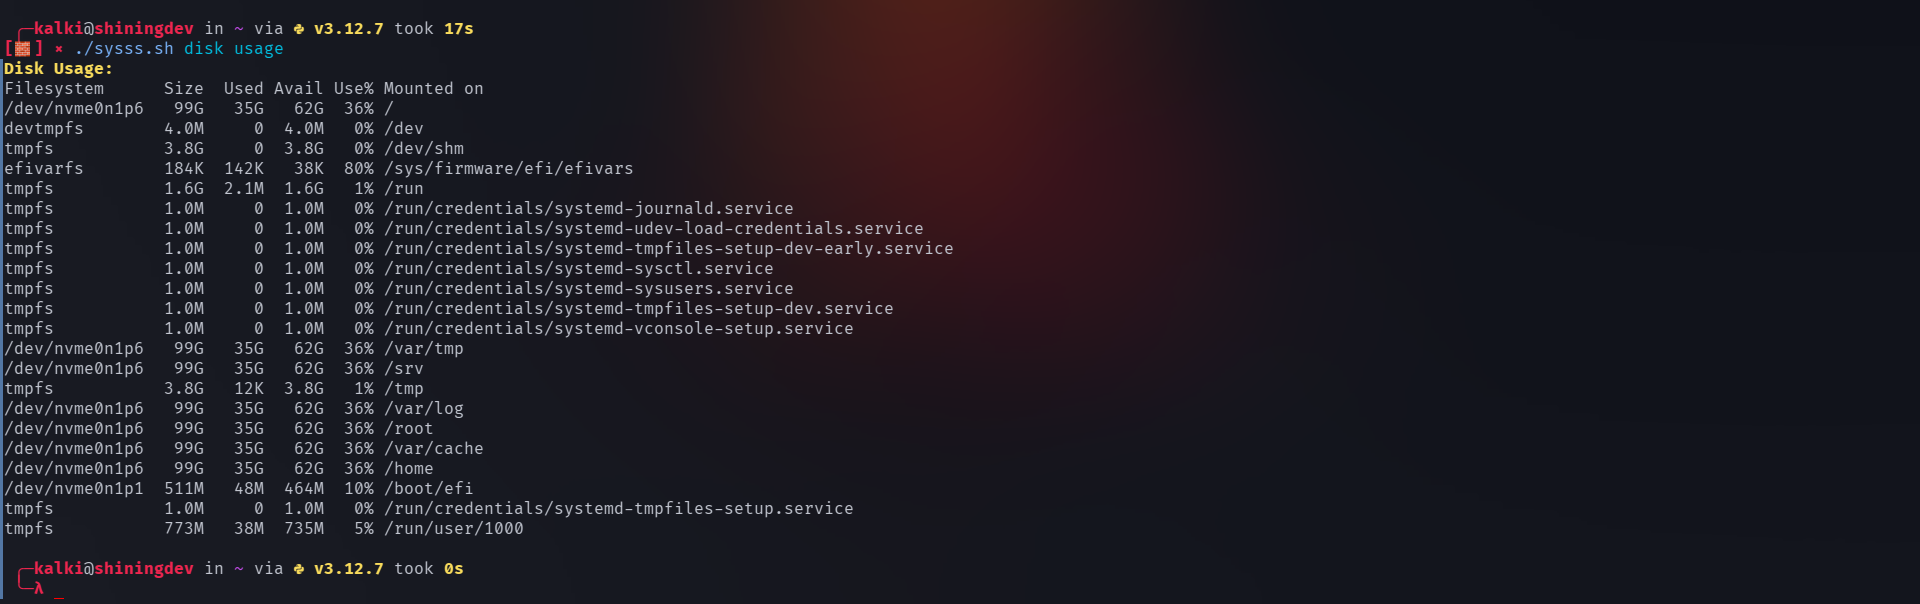 ╭─kalki@shiningdev in ~ via 🐍 v3.12.7 took 17s
[🧱] × ./sysss.sh disk usage
Disk Usage:
Filesystem      Size  Used Avail Use% Mounted on
/dev/nvme0n1p6   99G   35G   62G  36% /
devtmpfs        4.0M     0  4.0M   0% /dev
tmpfs           3.8G     0  3.8G   0% /dev/shm
efivarfs        184K  142K   38K  80% /sys/firmware/efi/efivars
tmpfs           1.6G  2.1M  1.6G   1% /run
tmpfs           1.0M     0  1.0M   0% /run/credentials/systemd-journald.service
tmpfs           1.0M     0  1.0M   0% /run/credentials/systemd-udev-load-credentials.service
tmpfs           1.0M     0  1.0M   0% /run/credentials/systemd-tmpfiles-setup-dev-early.service
tmpfs           1.0M     0  1.0M   0% /run/credentials/systemd-sysctl.service
tmpfs           1.0M     0  1.0M   0% /run/credentials/systemd-sysusers.service
tmpfs           1.0M     0  1.0M   0% /run/credentials/systemd-tmpfiles-setup-dev.service
tmpfs           1.0M     0  1.0M   0% /run/credentials/systemd-vconsole-setup.service
/dev/nvme0n1p6   99G   35G   62G  36% /var/tmp
/dev/nvme0n1p6   99G   35G   62G  36% /srv
tmpfs           3.8G   12K  3.8G   1% /tmp
/dev/nvme0n1p6   99G   35G   62G  36% /var/log
/dev/nvme0n1p6   99G   35G   62G  36% /root
/dev/nvme0n1p6   99G   35G   62G  36% /var/cache
/dev/nvme0n1p6   99G   35G   62G  36% /home
/dev/nvme0n1p1  511M   48M  464M  10% /boot/efi
tmpfs           1.0M     0  1.0M   0% /run/credentials/systemd-tmpfiles-setup.service
tmpfs           773M   38M  735M   5% /run/user/1000
╭─kalki@shiningdev in ~ via 🐍 v3.12.7 took 0s
╰─λ _